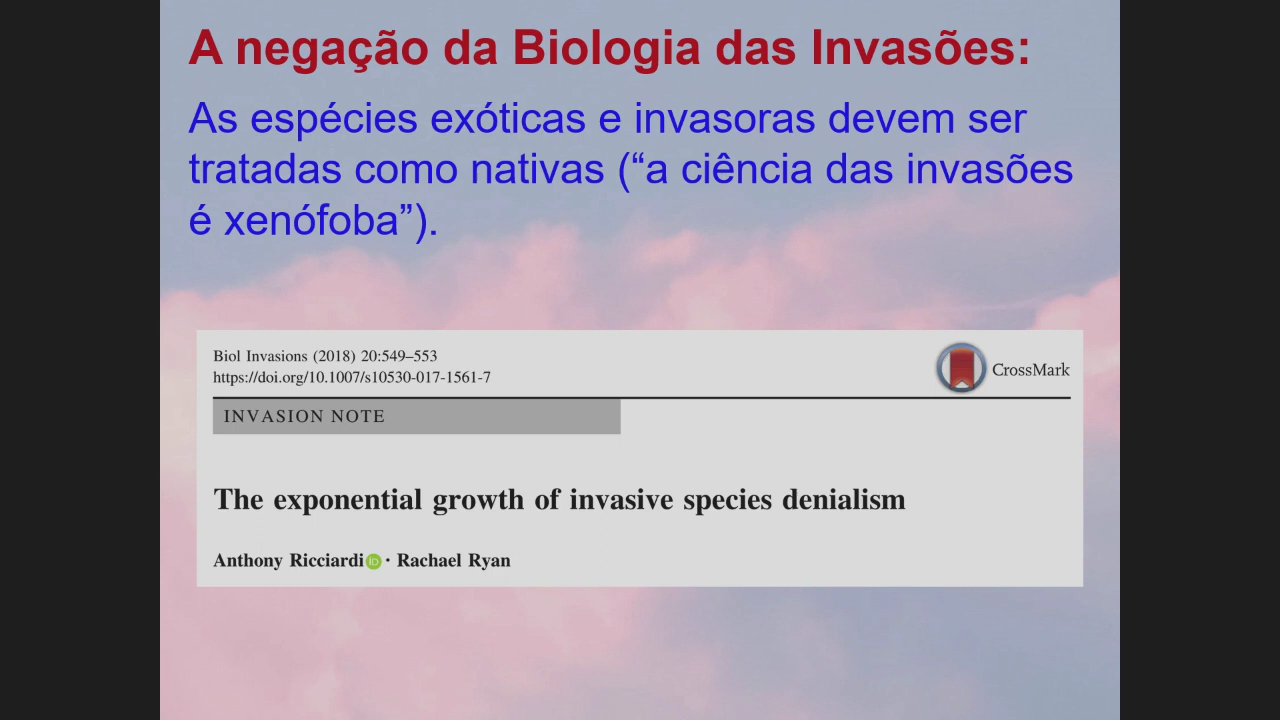 A negação da Biologia das Invasões:
As espécies exóticas e invasoras devem ser
tratadas como nativas (“a ciência das invasões
é xenófoba”).
Biol Invasions (2018) 20:549–553
https://doi.org/10.1007/s10530-017-1561-7
CrossMark
INVASION NOTE
The exponential growth of invasive species denialism
Anthony Ricciardi iD · Rachael Ryan